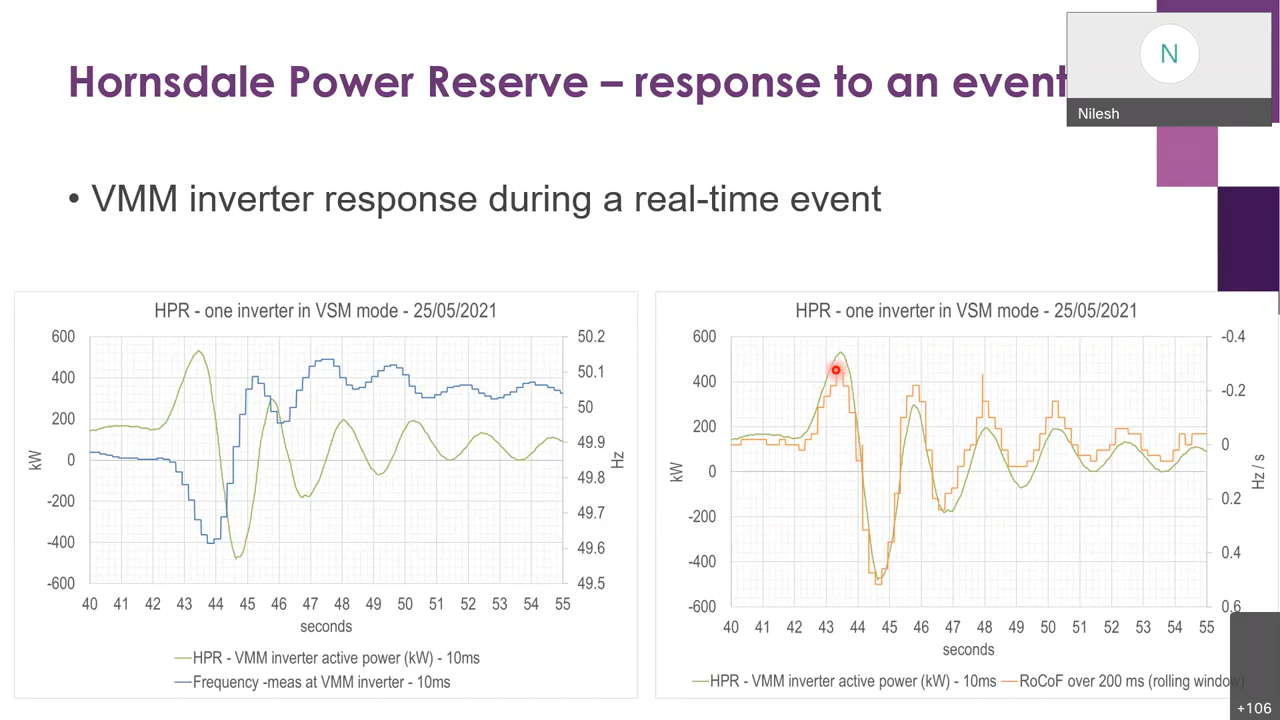 Hornsdale Power Reserve – response to an event
N
Nilesh
• VMM inverter response during a real-time event
HPR - one inverter in VSM mode - 25/05/2021
600
400
200
0
-200
-400
-600
kW
50.2
50.1
50
49.9
49.8
49.7
49.6
49.5
Hz
40 41 42 43 44 45 46 47 48 49 50 51 52 53 54 55
seconds
HPR - VMM inverter active power (kW) - 10ms
Frequency -meas at VMM inverter - 10ms
HPR - one inverter in VSM mode - 25/05/2021
600
400
200
0
-200
-400
-600
kW
-0.4
-0.2
0
0.2
0.4
0.6
Hz / s
40 41 42 43 44 45 46 47 48 49 50 51 52 53 54 55
seconds
HPR - VMM inverter active power (kW) - 10ms RoCoF over 200 ms (rolling window)
+106